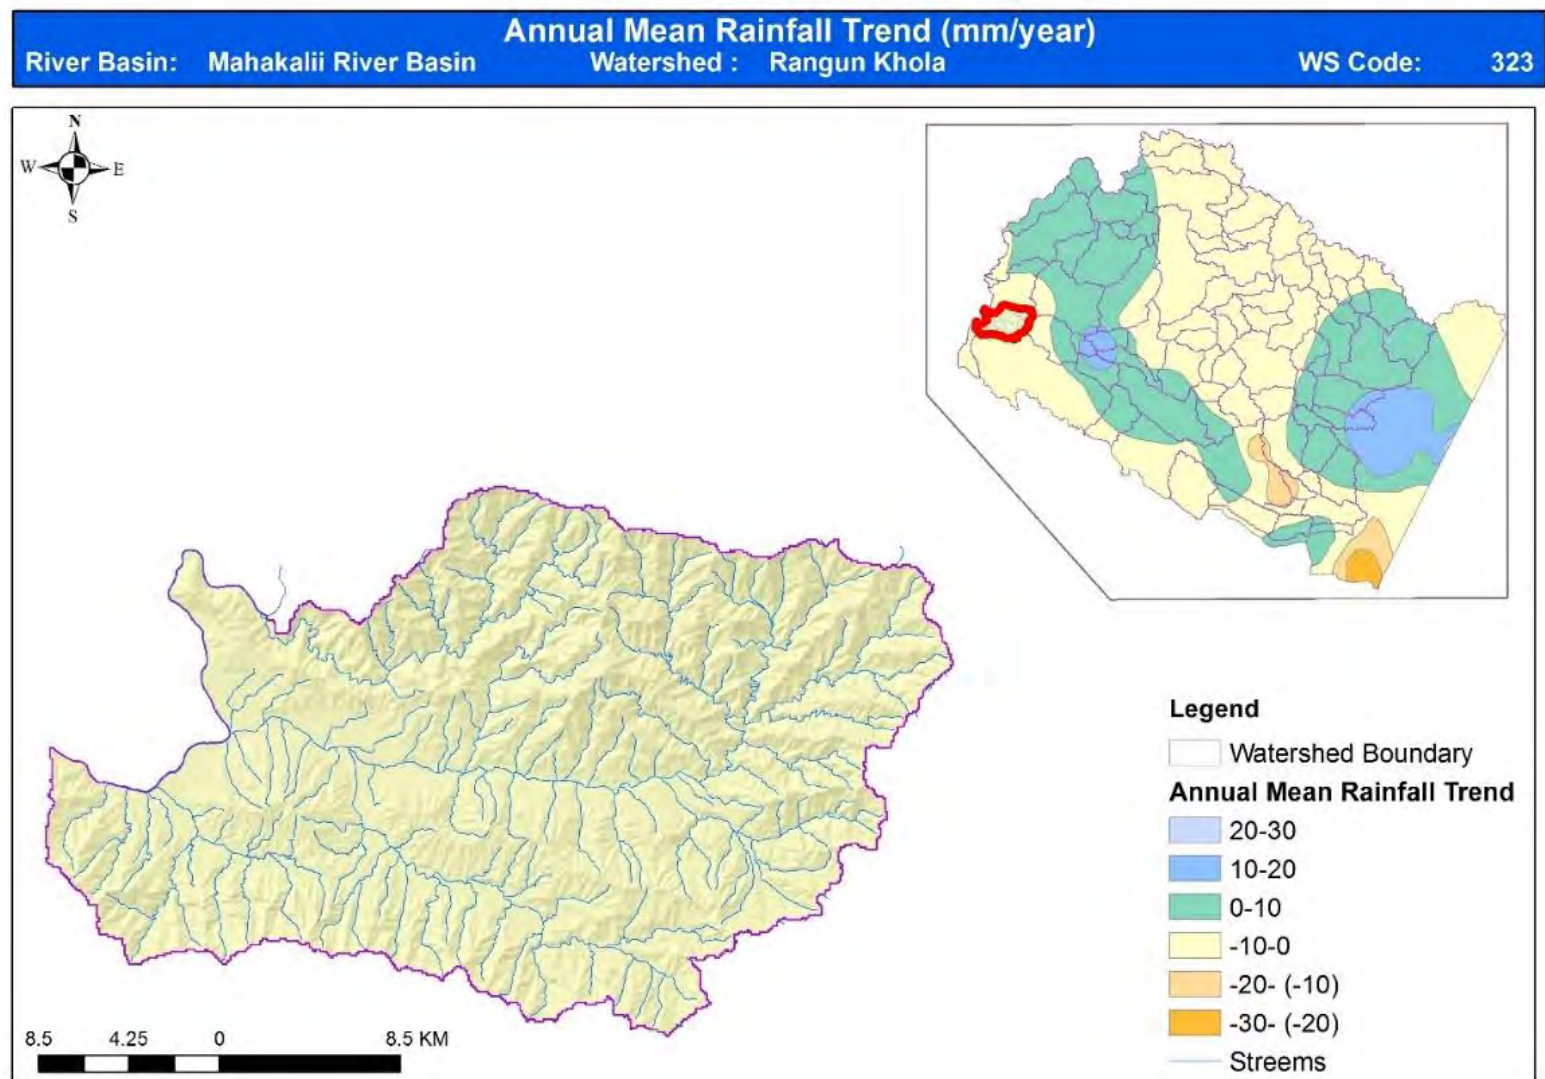 Annual Mean Rainfall Trend (mm/year)
River Basin: Mahakalii River Basin Watershed : Rangun Khola WS Code: 323
N
W E
S
Legend
Watershed Boundary
Annual Mean Rainfall Trend
20-30
10-20
0-10
-10-0
-20- (-10)
-30- (-20)
Streems
8.5 4.25 0 8.5 KM